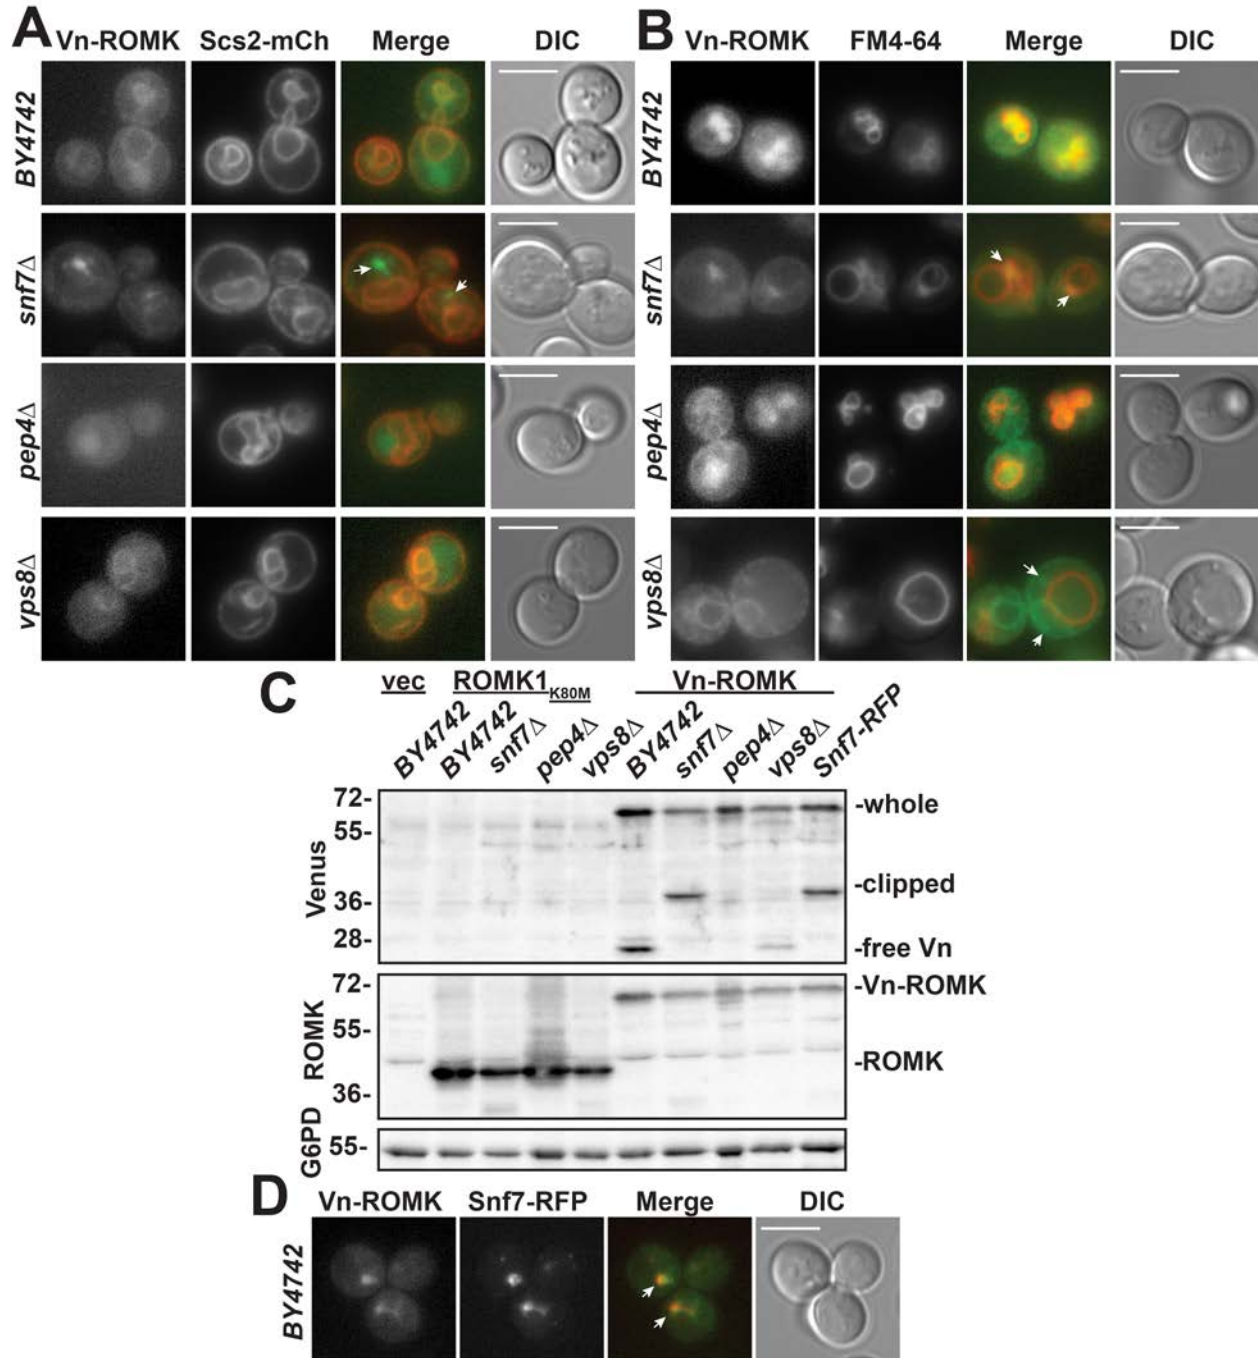 A
Vn-ROMK Scs2-mCh Merge DIC
BY4742
snf7Δ
pep4Δ
vps8Δ
B
Vn-ROMK FM4-64 Merge DIC
BY4742
snf7Δ
pep4Δ
vps8Δ
C
vec ROMK1K80M Vn-ROMK
BY4742 BY4742 snf7Δ pep4Δ vps8Δ BY4742 snf7Δ pep4Δ vps8Δ Snf7-RFP
Venus
72-
55-
36-
28-
-whole
-clipped
-free Vn
ROMK
72-
55-
36-
-Vn-ROMK
-ROMK
G6PD
55-
D
Vn-ROMK Snf7-RFP Merge DIC
BY4742